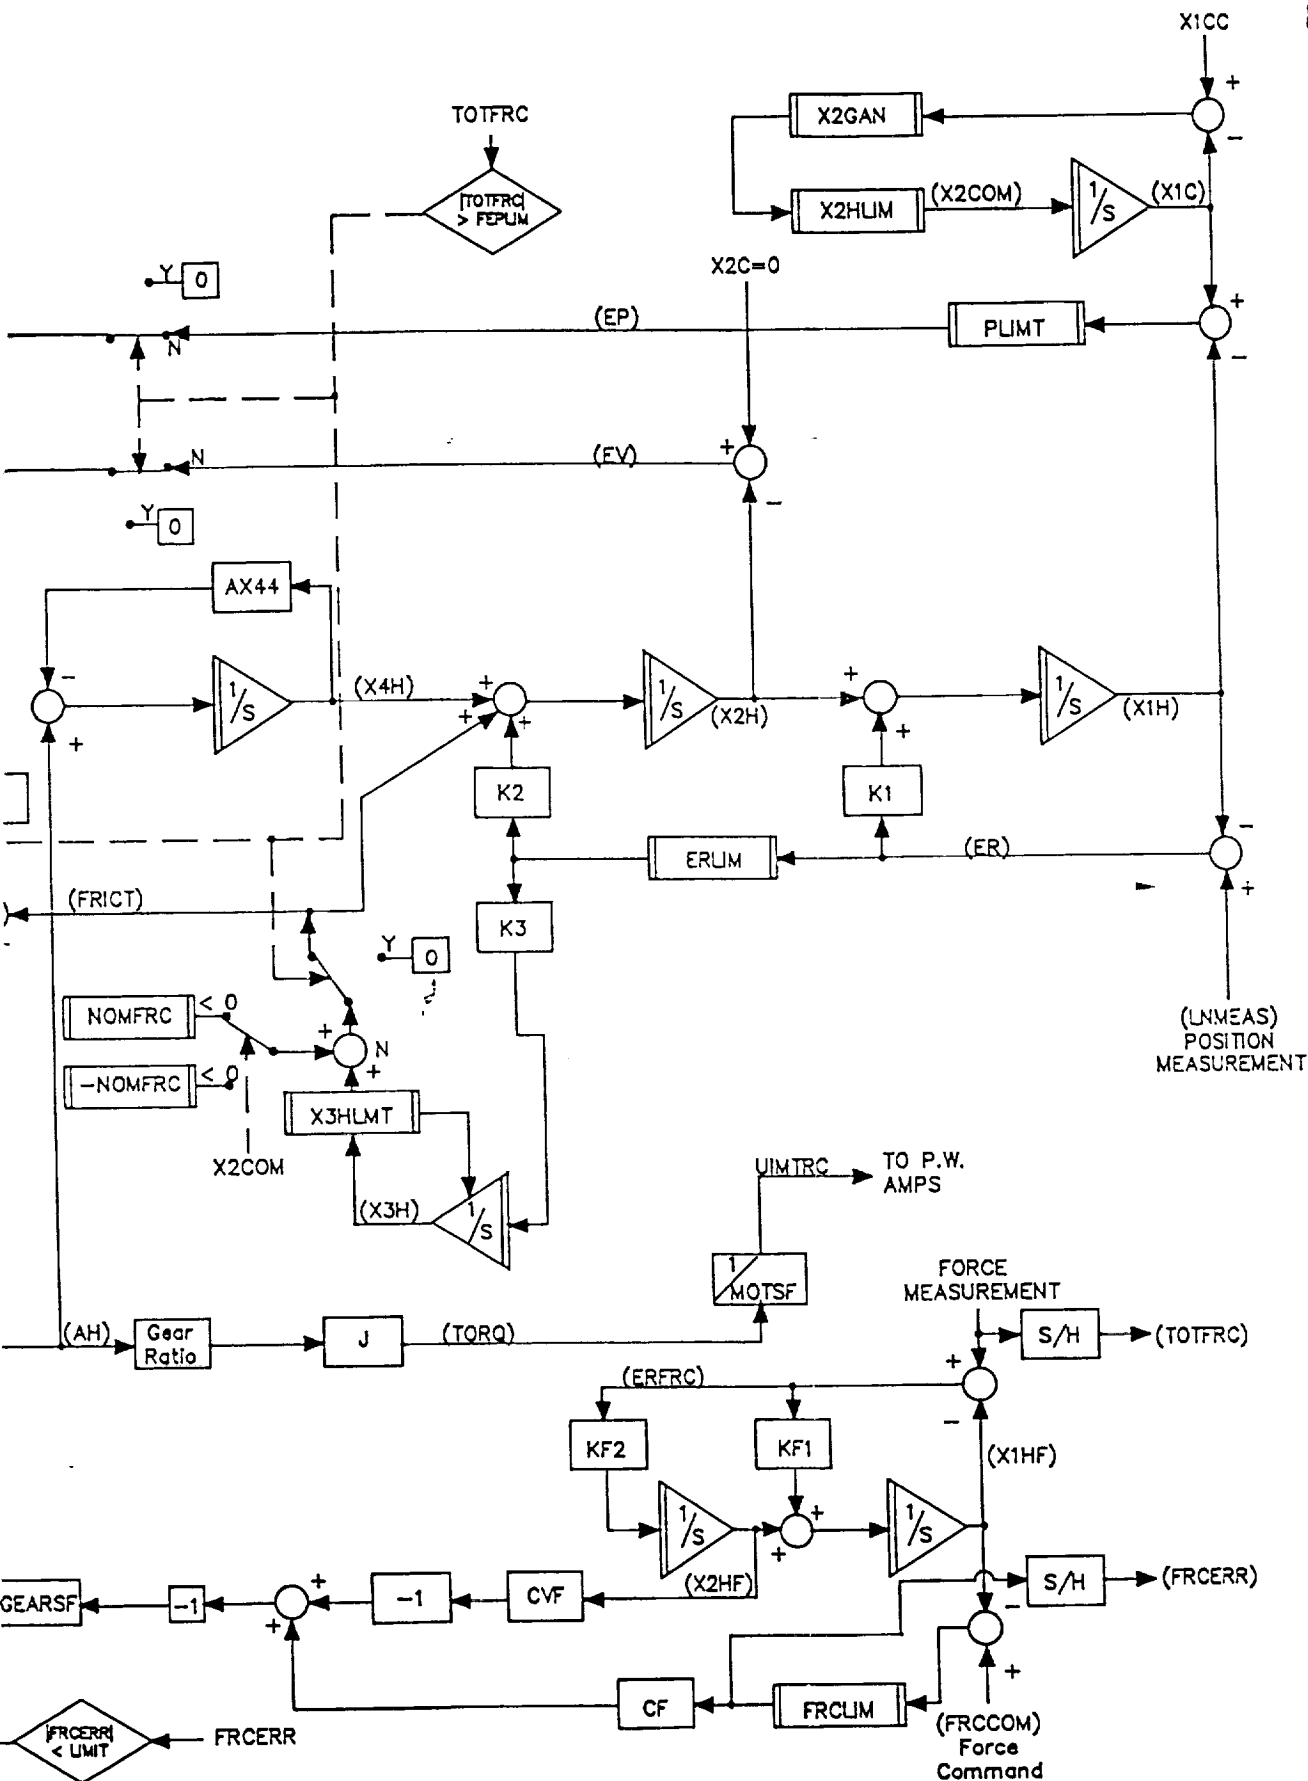 X1CC
+
X2GAN
−
TOTFRC
|TOTFRC|
> FEPLIM
X2HLIM
(X2COM)
1/S
(X1C)
Y
0
X2C=0
(EP)
PLIMT
+
N
−
+
N
(EV)
−
Y
0
AX44
−
1/S
(X4H)
+
+
+
1/S
(X2H)
+
1/S
(X1H)
+
+
K2
K1
−
ERLIM
(ER)
+
(FRICT)
K3
Y
0
NOMFRC
< 0
+
N
(LNMEAS)
POSITION
MEASUREMENT
−NOMFRC
< 0
+
X3HLMT
X2COM
UIMTRC
TO P.W.
AMPS
(X3H)
1/S
1/MOTSF
FORCE
MEASUREMENT
(AH)
Gear
Ratio
J
(TORQ)
S/H
(TOTFRC)
+
(ERFRC)
−
KF2
KF1
(X1HF)
1/S
+
+
1/S
(X2HF)
S/H
(FRCERR)
GEARSF
−1
+
−1
CVF
−
+
+
CF
FRCLIM
(FRCCOM)
Force
Command
|FRCERR|
< LIMIT
FRCERR